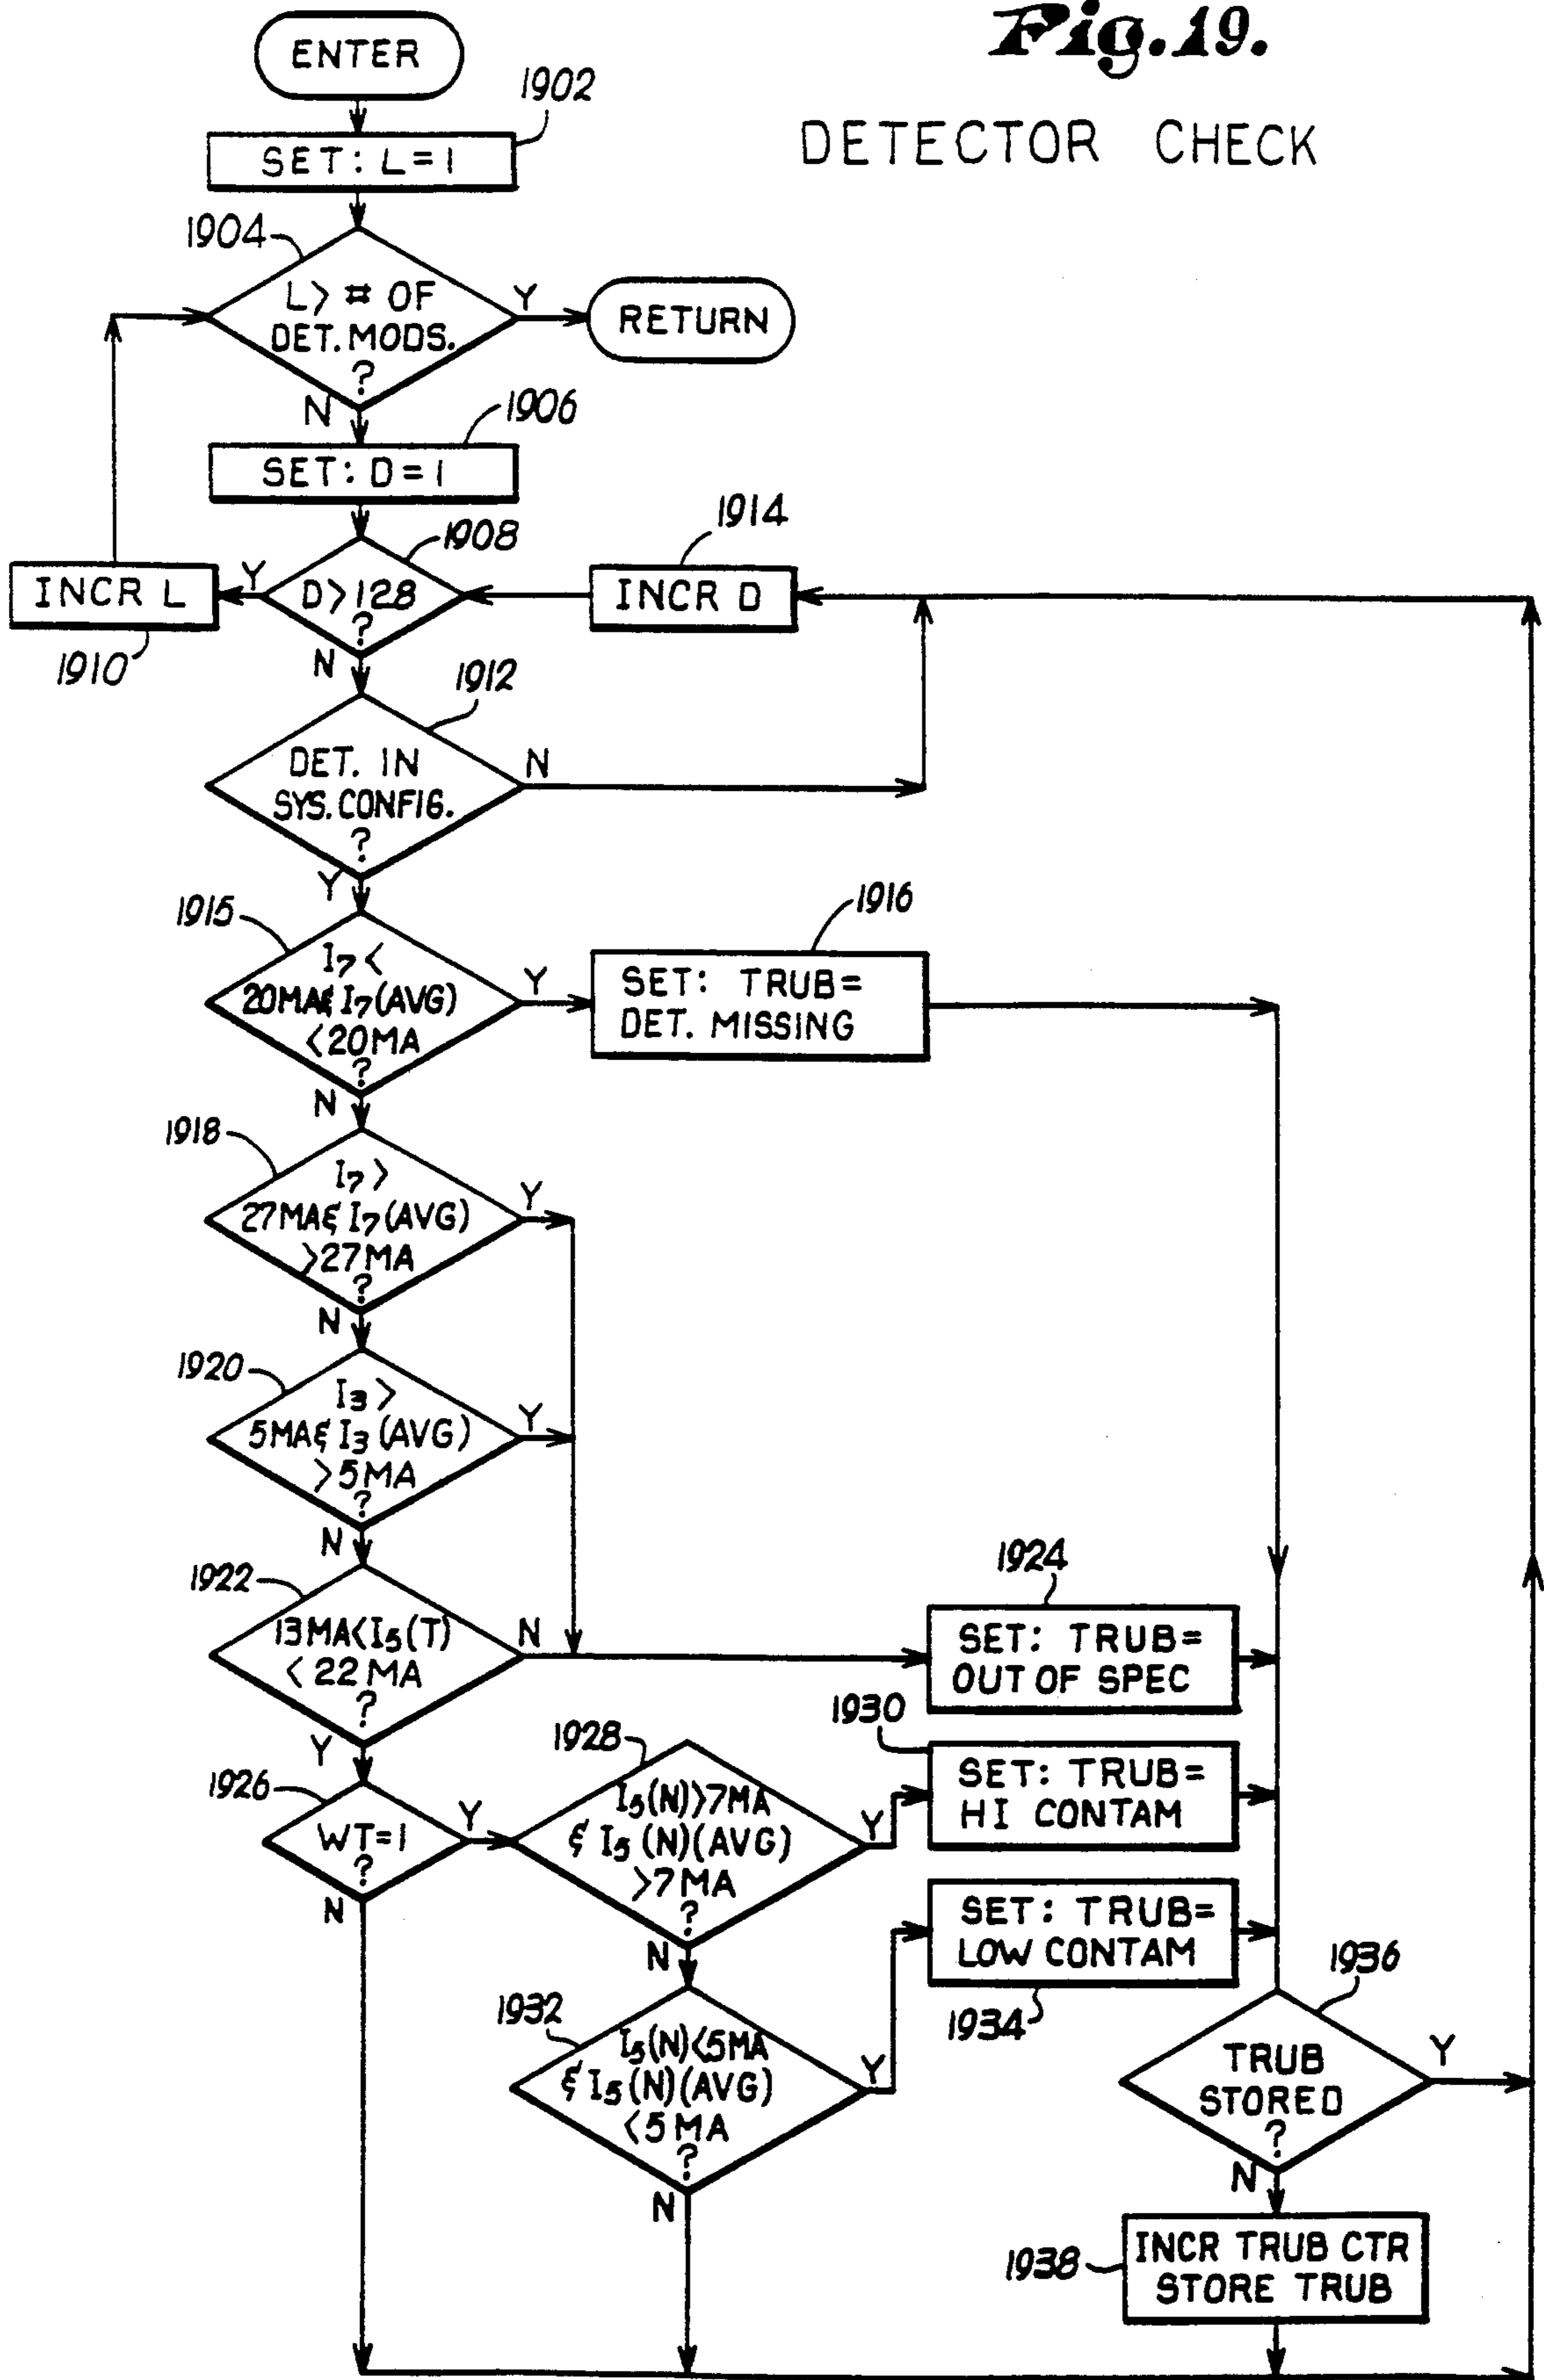 Fig. 19.
DETECTOR CHECK
ENTER
1902
SET: L=1
1904
L> # OF
DET. MODS.
?
Y
RETURN
N
1906
SET: D=1
1908
D>128
?
Y
INCR L
1910
1914
INCR D
N
1912
DET. IN
SYS. CONFIG.
?
N
Y
1915
I7 <
20MA & I7 (AVG)
<20MA
?
Y
1916
SET: TRUB=
DET. MISSING
N
1918
I7 >
27MA & I7 (AVG)
>27MA
?
Y
N
1920
I3 >
5MA & I3 (AVG)
>5MA
?
Y
N
1922
13MA<I5(T)
<22MA
?
N
1924
SET: TRUB=
OUT OF SPEC
Y
1926
WT=1
?
Y
N
1928
I5(N)>7MA
& I5(N)(AVG)
>7MA
?
Y
1930
SET: TRUB=
HI CONTAM
N
1932
I5(N)<5MA
& I5(N)(AVG)
<5MA
?
Y
SET: TRUB=
LOW CONTAM
1934
N
1936
TRUB
STORED
?
Y
N
1938
INCR TRUB CTR
STORE TRUB